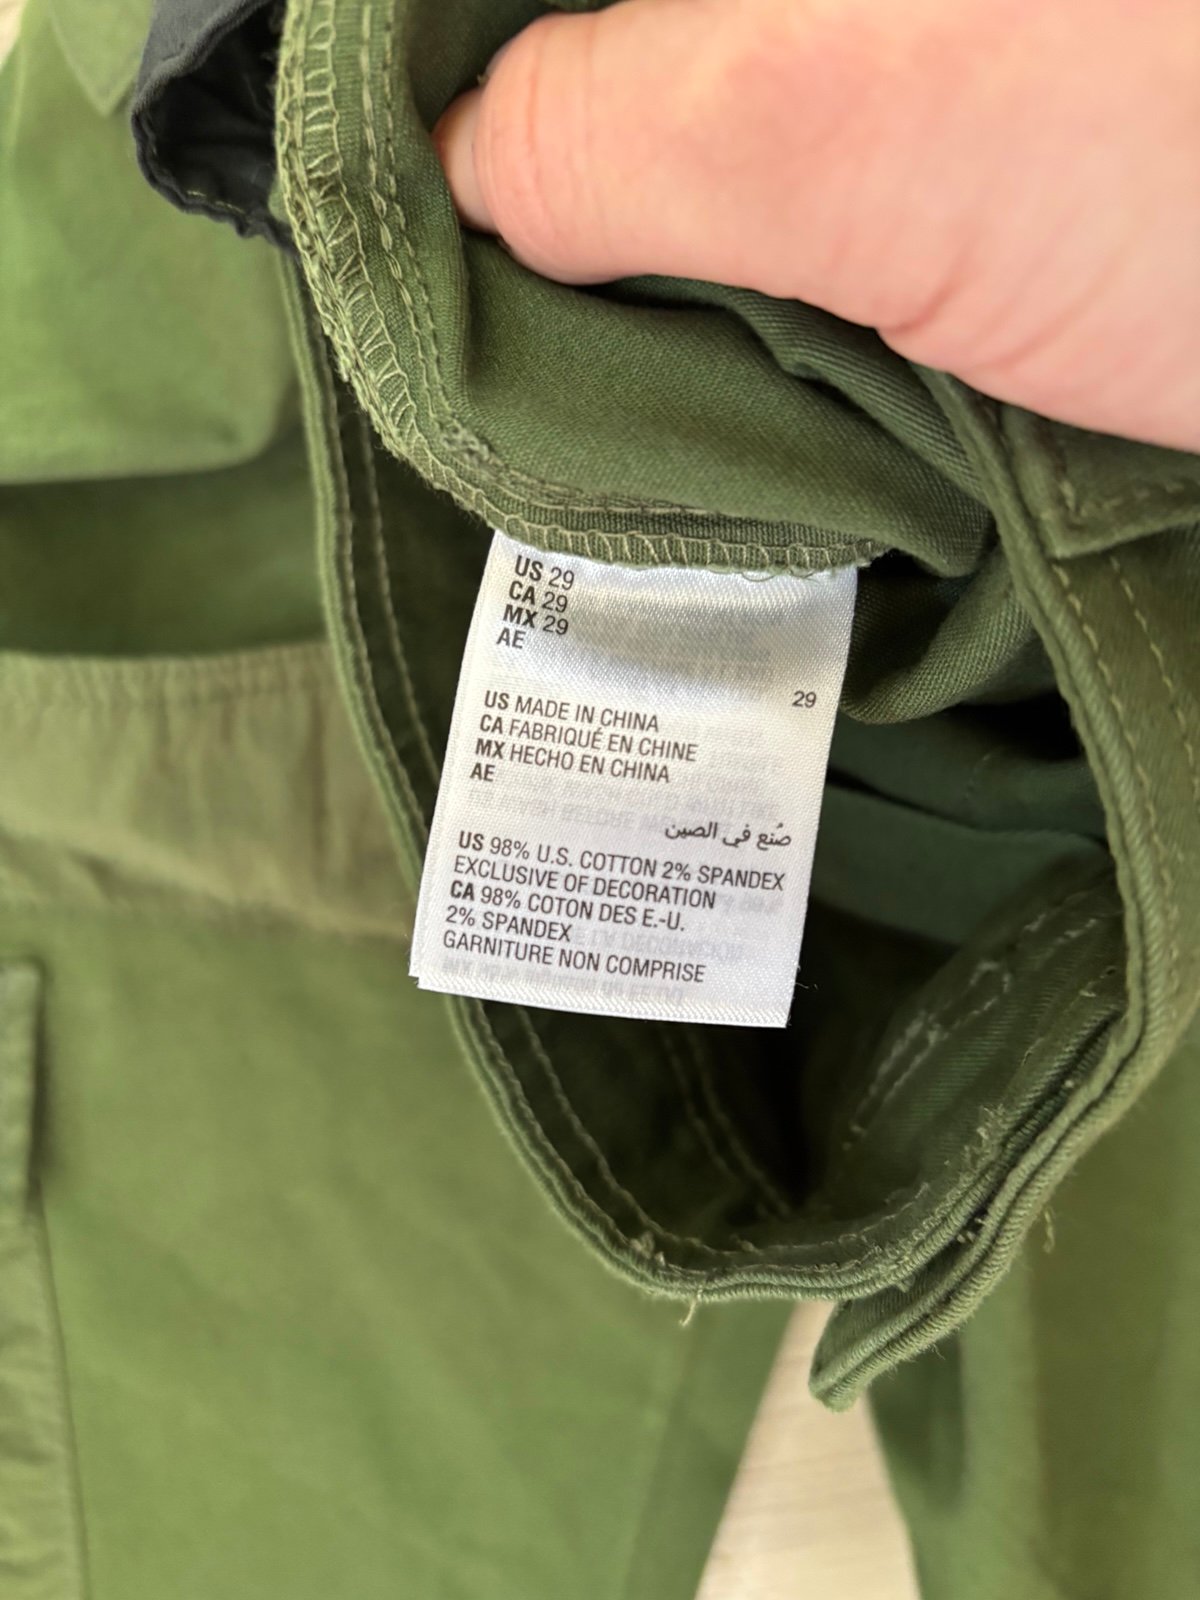 US 29
CA 29
MX 29
AE
29
US MADE IN CHINA
CA FABRIQUÉ EN CHINE
MX HECHO EN CHINA
AE
صُنع في الصين
US 98% U.S. COTTON 2% SPANDEX
EXCLUSIVE OF DECORATION
CA 98% COTON DES E.-U.
2% SPANDEX
GARNITURE NON COMPRISE